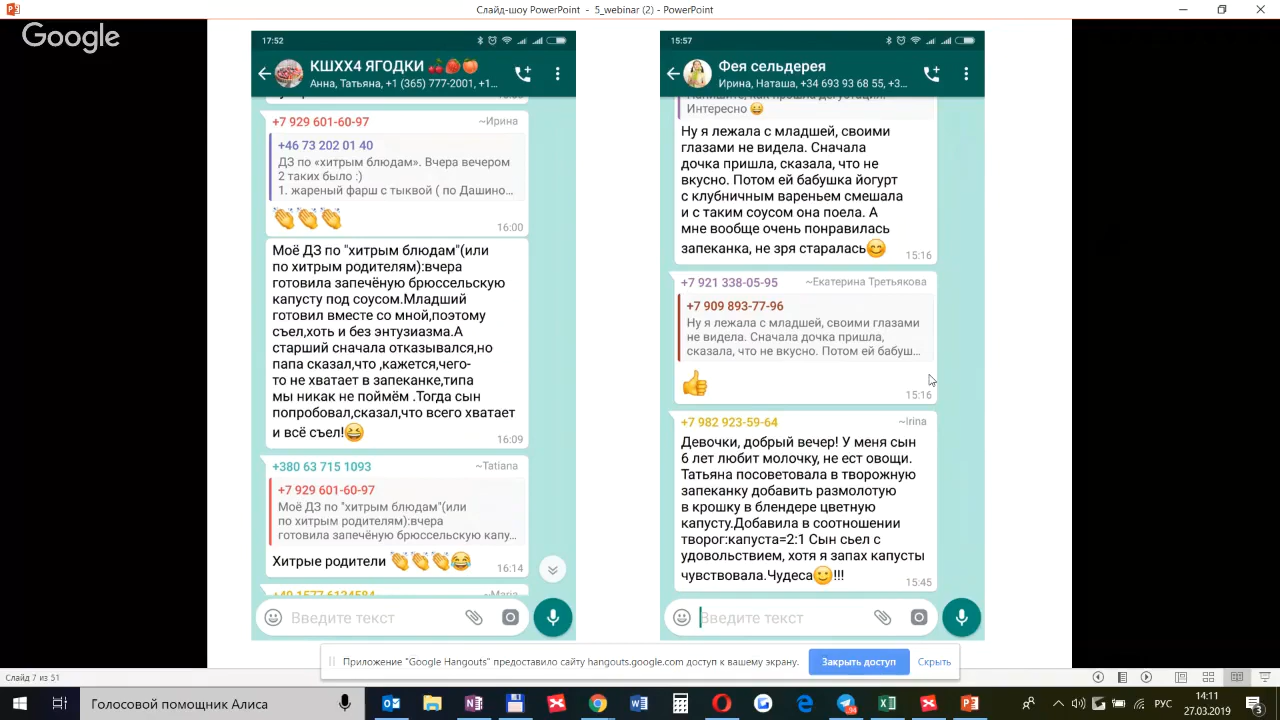 Слайд-шоу PowerPoint - 5_webinar (2) - PowerPoint
Google
17:52
КШХХ4 ЯГОДКИ
Анна, Татьяна, +1 (365) 777-2001, +1...
+7 929 601-60-97
~Ирина
+46 73 202 01 40
ДЗ по «хитрым блюдам». Вчера вечером
2 таких было :)
1. жареный фарш с тыквой ( по Дашино...
16:00
Моё ДЗ по "хитрым блюдам"(или
по хитрым родителям):вчера
готовила запечёную брюссельскую
капусту под соусом.Младший
готовил вместе со мной,поэтому
съел,хоть и без энтузиазма.А
старший сначала отказывался,но
папа сказал,что ,кажется,чего-
то не хватает в запеканке,типа
мы никак не поймём .Тогда сын
попробовал,сказал,что всего хватает
и всё съел!😆
16:09
+380 63 715 1093
~Tatiana
+7 929 601-60-97
Моё ДЗ по "хитрым блюдам"(или
по хитрым родителям):вчера
готовила запечёную брюссельскую капу...
Хитрые родители 👏👏👏😂
16:14
+49 1577 6124584
~Maria
Введите текст
15:57
Фея сельдерея
Ирина, Наташа, +34 693 93 68 55, +3...
Напишите, как прошла дегустация!
Интересно 😀
Ну я лежала с младшей, своими
глазами не видела. Сначала
дочка пришла, сказала, что не
вкусно. Потом ей бабушка йогурт
с клубничным вареньем смешала
и с таким соусом она поела. А
мне вообще очень понравилась
запеканка, не зря старалась😊
15:16
+7 921 338-05-95
~Екатерина Третьякова
+7 909 893-77-96
Ну я лежала с младшей, своими глазами
не видела. Сначала дочка пришла,
сказала, что не вкусно. Потом ей бабуш...
15:16
+7 982 923-59-64
~Irina
Девочки, добрый вечер! У меня сын
6 лет любит молочку, не ест овощи.
Татьяна посоветовала в творожную
запеканку добавить размолотую
в крошку в блендере цветную
капусту.Добавила в соотношении
творог:капуста=2:1 Сын сьел с
удовольствием, хотя я запах капусты
чувствовала.Чудеса😉!!!
15:45
Введите текст
Приложение "Google Hangouts" предоставило сайту hangouts.google.com доступ к вашему экрану.
Закрыть доступ
Скрыть
Слайд 7 из 51
Голосовой помощник Алиса
РУС
14:11
27.03.2019
3